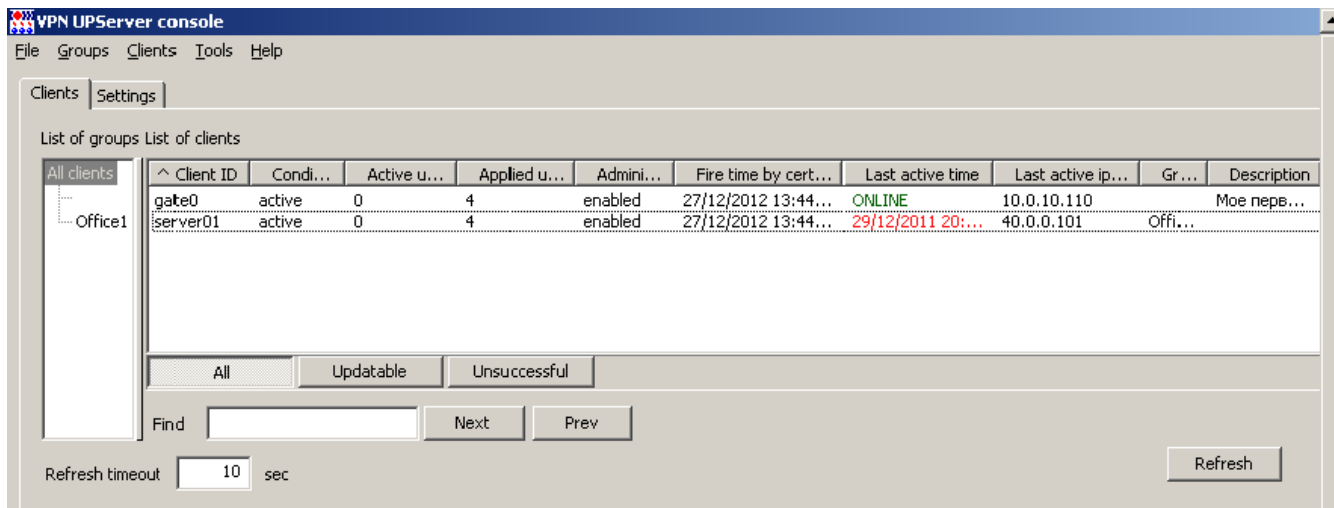 VPN UPServer console
File Groups Clients Tools Help
Clients Settings
List of groups List of clients
All clients
Office1
^ Client ID Condi... Active u... Applied u... Admini... Fire time by cert... Last active time Last active ip... Gr... Description
gate0 active 0 4 enabled 27/12/2012 13:44... ONLINE 10.0.10.110 Мое перв...
server01 active 0 4 enabled 27/12/2012 13:44... 29/12/2011 20:... 40.0.0.101 Offi...
All Updatable Unsuccessful
Find Next Prev
Refresh timeout 10 sec Refresh